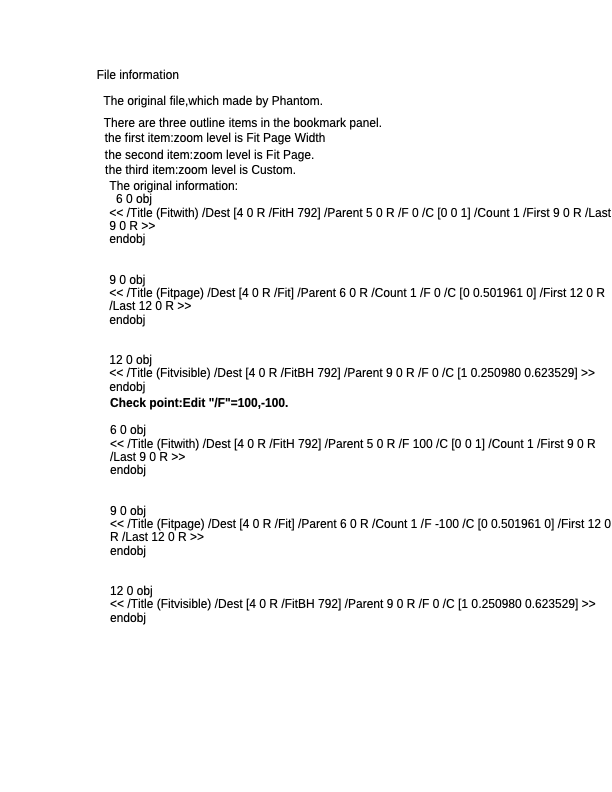 File information
The original file,which made by Phantom.
There are three outline items in the bookmark panel.
the first item:zoom level is Fit Page Width
the second item:zoom level is Fit Page.
the third item:zoom level is Custom.
The original information:
6 0 obj
<< /Title (Fitwith) /Dest [4 0 R /FitH 792] /Parent 5 0 R /F 0 /C [0 0 1] /Count 1 /First 9 0 R /Last
9 0 R >>
endobj
9 0 obj
<< /Title (Fitpage) /Dest [4 0 R /Fit] /Parent 6 0 R /Count 1 /F 0 /C [0 0.501961 0] /First 12 0 R
/Last 12 0 R >>
endobj
12 0 obj
<< /Title (Fitvisible) /Dest [4 0 R /FitBH 792] /Parent 9 0 R /F 0 /C [1 0.250980 0.623529] >>
endobj
Check point:Edit "/F"=100,-100.
6 0 obj
<< /Title (Fitwith) /Dest [4 0 R /FitH 792] /Parent 5 0 R /F 100 /C [0 0 1] /Count 1 /First 9 0 R
/Last 9 0 R >>
endobj
9 0 obj
<< /Title (Fitpage) /Dest [4 0 R /Fit] /Parent 6 0 R /Count 1 /F -100 /C [0 0.501961 0] /First 12 0
R /Last 12 0 R >>
endobj
12 0 obj
<< /Title (Fitvisible) /Dest [4 0 R /FitBH 792] /Parent 9 0 R /F 0 /C [1 0.250980 0.623529] >>
endobj